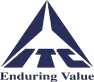 ITC
Enduring Value